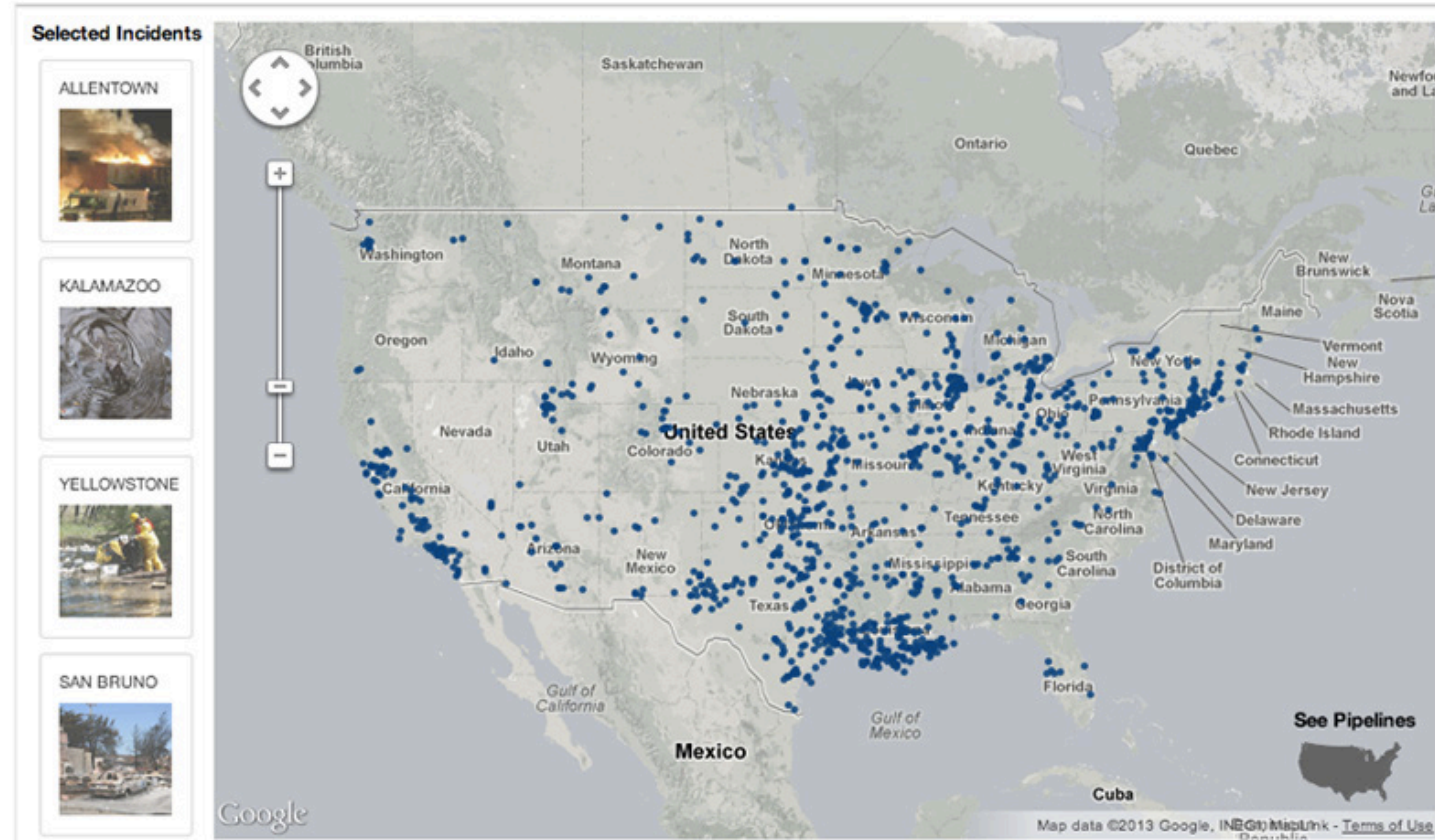 Selected Incidents
ALLENTOWN
KALAMAZOO
YELLOWSTONE
SAN BRUNO
British
Columbia
Saskatchewan
Ontario
Quebec
New
Brunswick
Nova
Scotia
Maine
Washington
Montana
North
Dakota
Minnesota
South
Dakota
Wisconsin
Michigan
Oregon
Idaho
Wyoming
New York
Vermont
New
Hampshire
Massachusetts
Rhode Island
Connecticut
New Jersey
Delaware
Maryland
District of
Columbia
Nebraska
Iowa
Illinois
Indiana
Ohio
Pennsylvania
Nevada
Utah
Colorado
United States
Kansas
Missouri
West
Virginia
Virginia
Kentucky
California
Arizona
New
Mexico
Oklahoma
Arkansas
Tennessee
North
Carolina
South
Carolina
Mississippi
Alabama
Georgia
Texas
Florida
Gulf of
California
Gulf of
Mexico
Mexico
Cuba
See Pipelines
Google
Map data ©2013 Google, INEGI, MapLink - Terms of Use